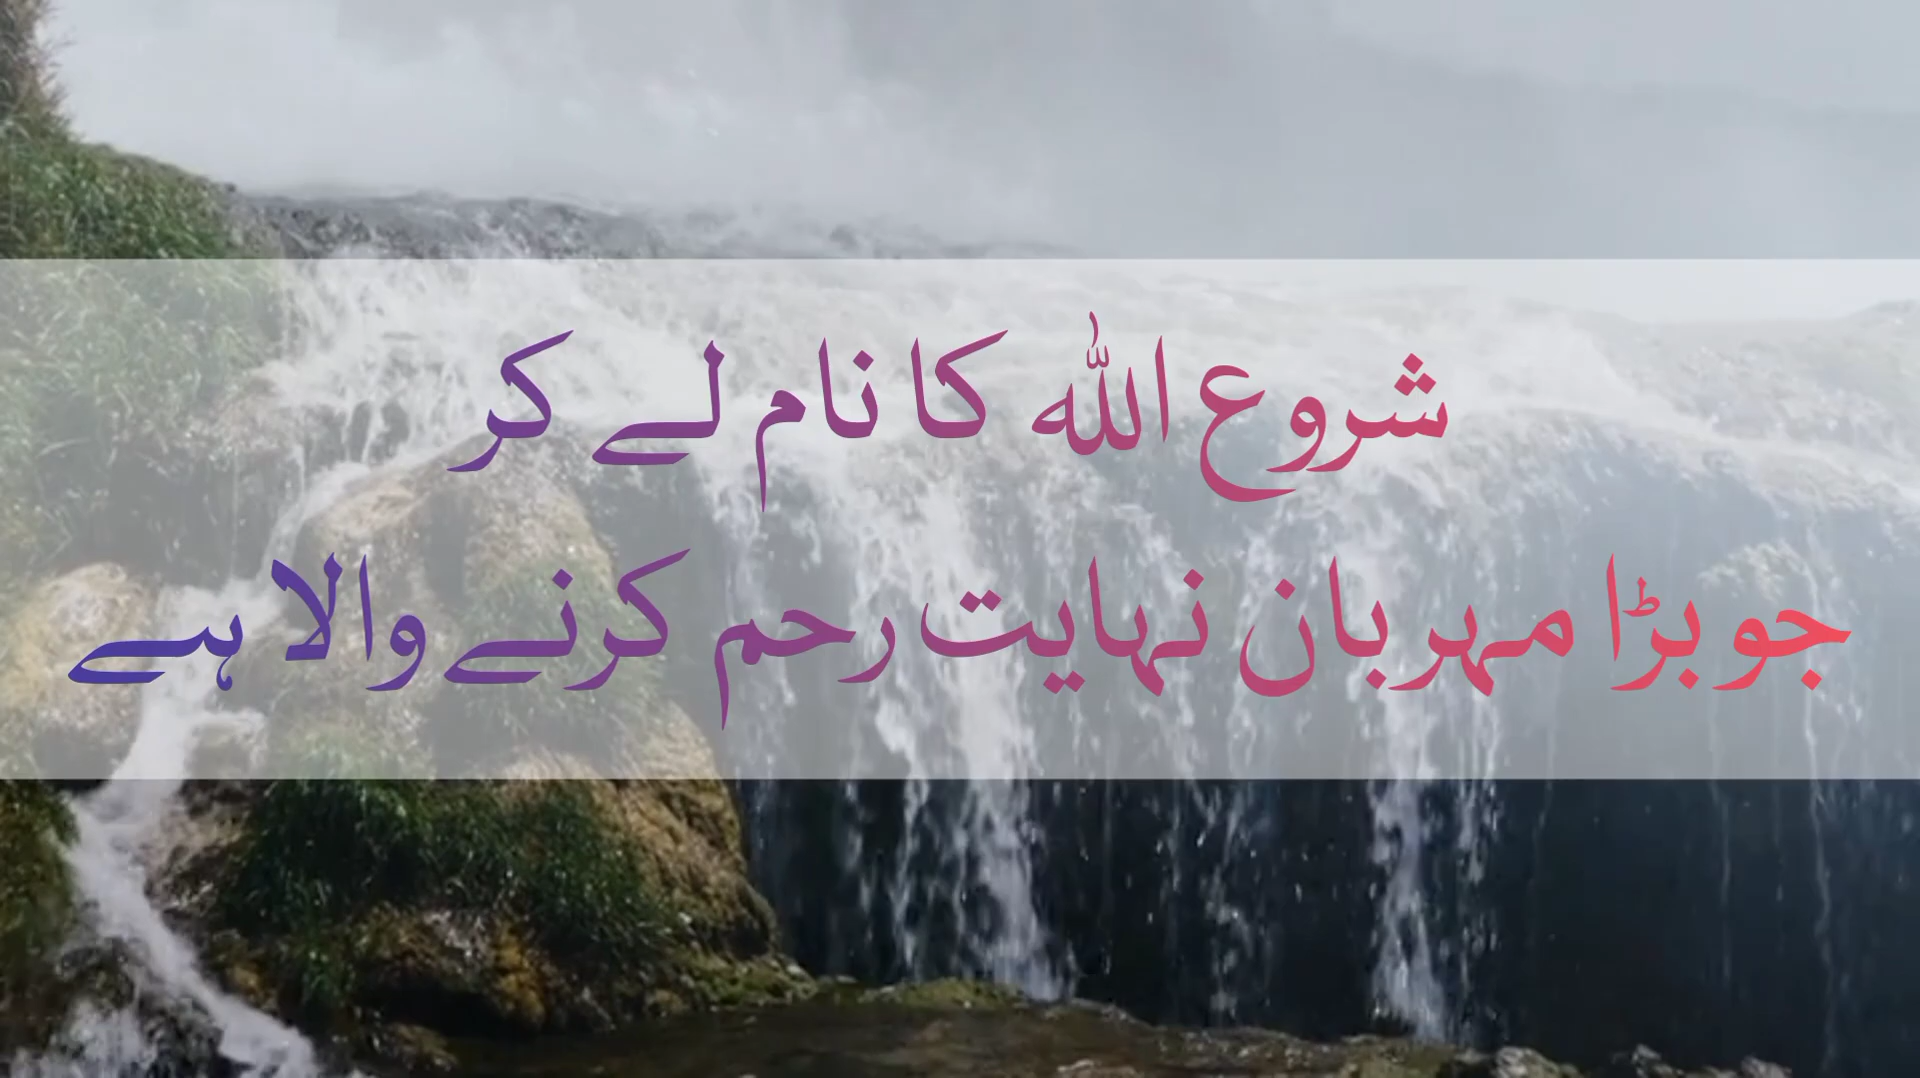 شروع اللہ کا نام لے کر
جو بڑا مہربان نہایت رحم کرنے والا ہے